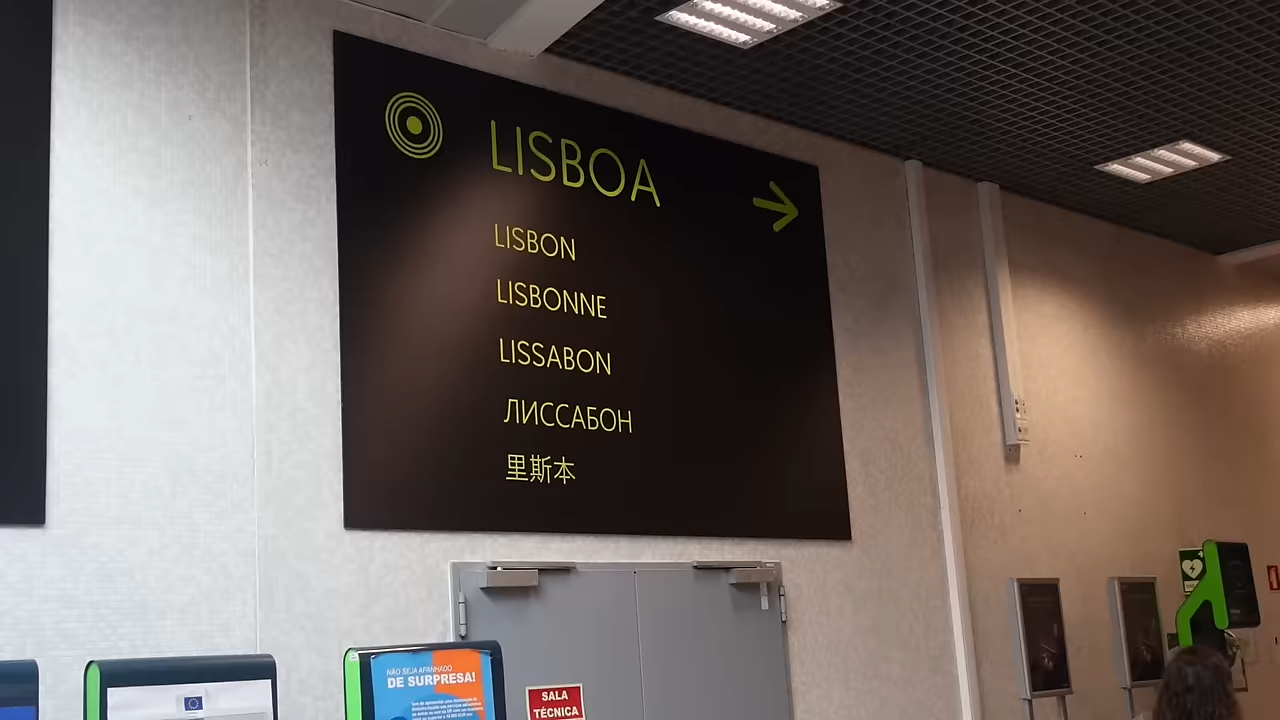 LISBOA
LISBON
LISBONNE
LISSABON
ЛИССАБОН
里斯本
NÃO SEJA APANHADO
DE SURPRESA!
SALA
TÉCNICA